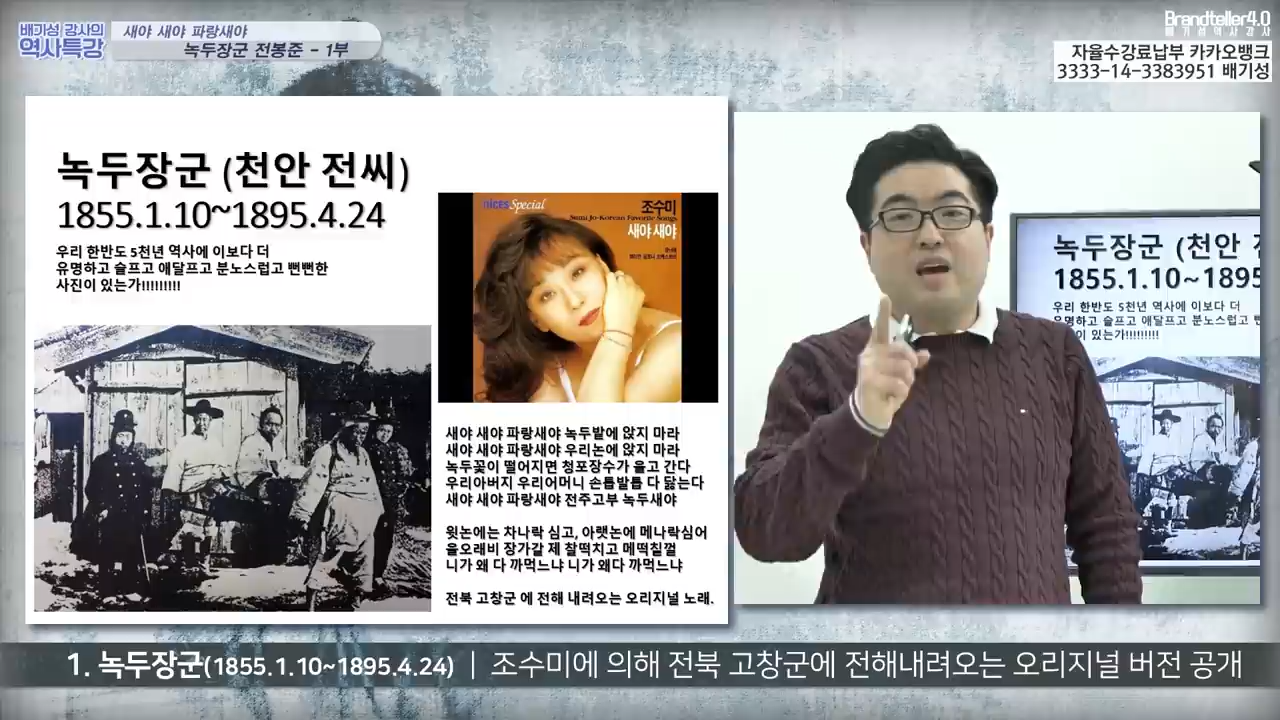 배기성 강사의
역사특강
새야 새야 파랑새야
녹두장군 전봉준 - 1부
Brandteller4.0
배기성역사강사
자율수강료납부 카카오뱅크
3333-14-3383951 배기성
녹두장군 (천안 전씨)
1855.1.10~1895.4.24
우리 한반도 5천년 역사에 이보다 더
유명하고 슬프고 애달프고 분노스럽고 뻔뻔한
사진이 있는가!!!!!!!!!
Special
조수미
Sumi Jo-Korean Favorite Songs
새야 새야
새야 새야 파랑새야 녹두밭에 앉지 마라
새야 새야 파랑새야 우리논에 앉지 마라
녹두꽃이 떨어지면 청포장수가 울고 간다
우리아버지 우리어머니 손톱발톱 다 닳는다
새야 새야 파랑새야 전주고부 녹두새야
윗논에는 차나락 심고, 아랫논에 메나락심어
울오래비 장가갈 제 찰떡치고 메떡칠껄
니가 왜 다 까먹느냐 니가 왜다 까먹느냐
전북 고창군 에 전해 내려오는 오리지널 노래.
녹두장군 (천안
1855.1.10~1895
우리 한반도 5천년 역사에 이보다 더
유명하고 슬프고 애달프고 분노스럽고
이 있는가!!!!!!!!!
1. 녹두장군(1855.1.10~1895.4.24) | 조수미에 의해 전북 고창군에 전해내려오는 오리지널 버전 공개